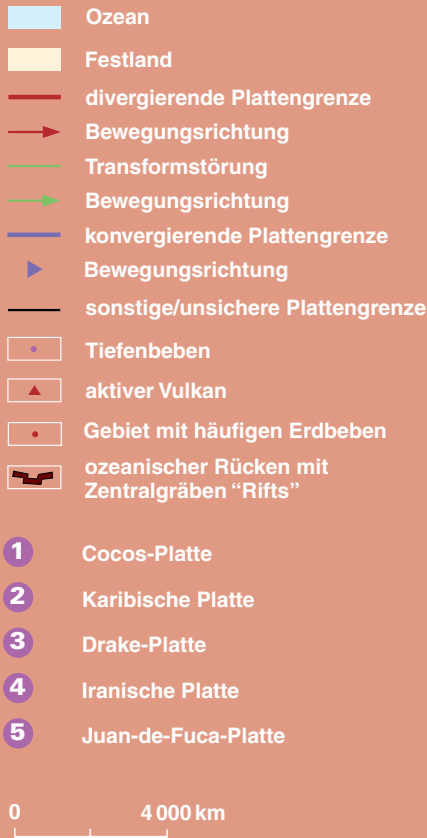 Ozean
Festland
divergierende Plattengrenze
Bewegungsrichtung
Transformstörung
Bewegungsrichtung
konvergierende Plattengrenze
Bewegungsrichtung
sonstige/unsichere Plattengrenze
Tiefenbeben
aktiver Vulkan
Gebiet mit häufigen Erdbeben
ozeanischer Rücken mit
Zentralgräben “Rifts”
1 Cocos-Platte
2 Karibische Platte
3 Drake-Platte
4 Iranische Platte
5 Juan-de-Fuca-Platte
0 4 000 km